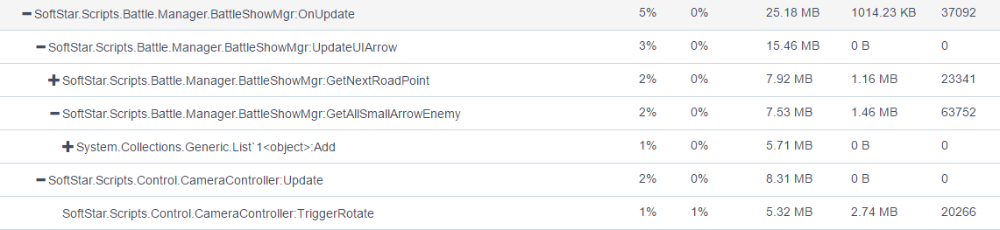 SoftStar.Scripts.Battle.Manager.BattleShowMgr:OnUpdate 5% 0% 25.18 MB 1014.23 KB 37092
SoftStar.Scripts.Battle.Manager.BattleShowMgr:UpdateUIArrow 3% 0% 15.46 MB 0 B 0
SoftStar.Scripts.Battle.Manager.BattleShowMgr:GetNextRoadPoint 2% 0% 7.92 MB 1.16 MB 23341
SoftStar.Scripts.Battle.Manager.BattleShowMgr:GetAllSmallArrowEnemy 2% 0% 7.53 MB 1.46 MB 63752
System.Collections.Generic.List`1<object>:Add 1% 0% 5.71 MB 0 B 0
SoftStar.Scripts.Control.CameraController:Update 2% 0% 8.31 MB 0 B 0
SoftStar.Scripts.Control.CameraController:TriggerRotate 1% 1% 5.32 MB 2.74 MB 20266